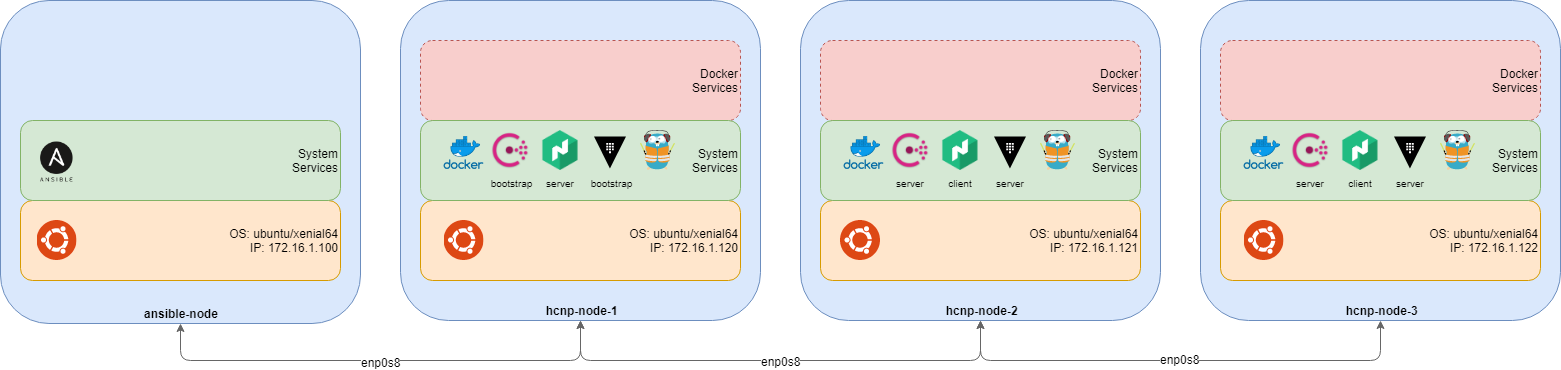 System
Services
ANSIBLE
OS: ubuntu/xenial64
IP: 172.16.1.100
ansible-node
Docker
Services
docker
System
Services
bootstrap
server
bootstrap
OS: ubuntu/xenial64
IP: 172.16.1.120
hcnp-node-1
Docker
Services
docker
System
Services
server
client
server
OS: ubuntu/xenial64
IP: 172.16.1.121
hcnp-node-2
Docker
Services
docker
System
Services
server
client
server
OS: ubuntu/xenial64
IP: 172.16.1.122
hcnp-node-3
enp0s8
enp0s8
enp0s8